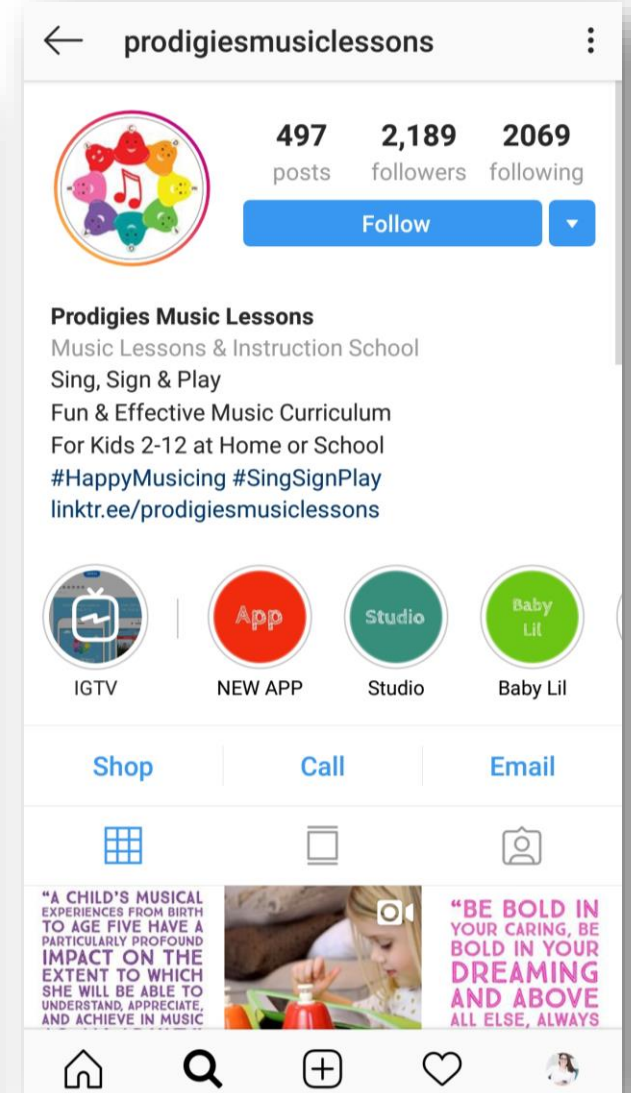 prodigiesmusiclessons
497 2,189 2069
posts followers following
Follow
Prodigies Music Lessons
Music Lessons & Instruction School
Sing, Sign & Play
Fun & Effective Music Curriculum
For Kids 2-12 at Home or School
#HappyMusicing #SingSignPlay
linktr.ee/prodigiesmusiclessons
App
Studio
Baby
Lil
IGTV NEW APP Studio Baby Lil
Shop Call Email
“A CHILD'S MUSICAL
EXPERIENCES FROM BIRTH
TO AGE FIVE HAVE A
PARTICULARLY PROFOUND
IMPACT ON THE
EXTENT TO WHICH
SHE WILL BE ABLE TO
UNDERSTAND, APPRECIATE,
AND ACHIEVE IN MUSIC
“BE BOLD IN
YOUR CARING, BE
BOLD IN YOUR
DREAMING
AND ABOVE
ALL ELSE, ALWAYS